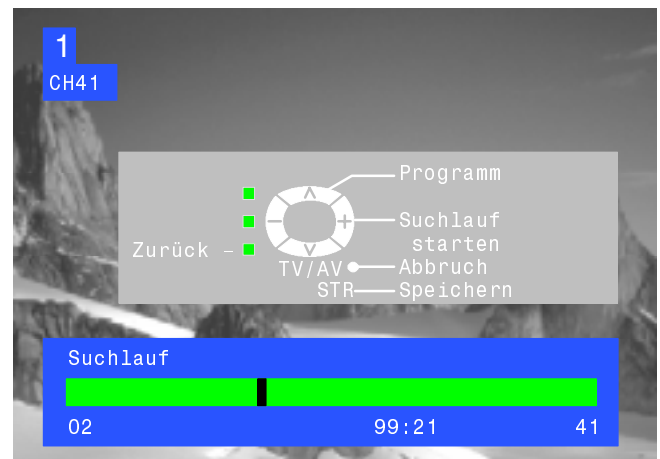 1
CH41
Programm
Suchlauf
starten
Zurück –
TV/AV Abbruch
STR Speichern
Suchlauf
02 99:21 41